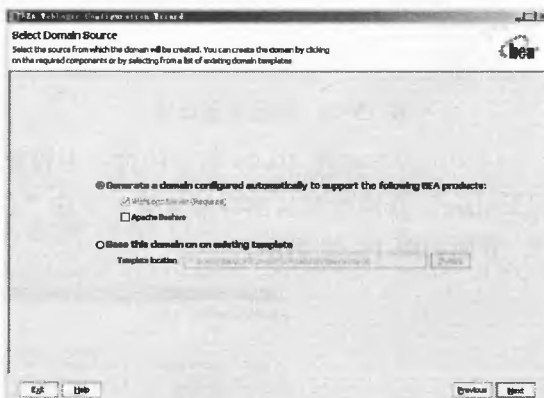 BEA WebLogic Configuration Wizard
Select Domain Source
Select the source from which the domain will be created. You can create the domain by clicking
on the required components or by selecting from a list of existing domain templates
bea
Generate a domain configured automatically to support the following BEA products:
WebLogic Server (Required)
Apache Beehive
Base this domain on an existing template
Template location
Exit
Help
Previous
Next